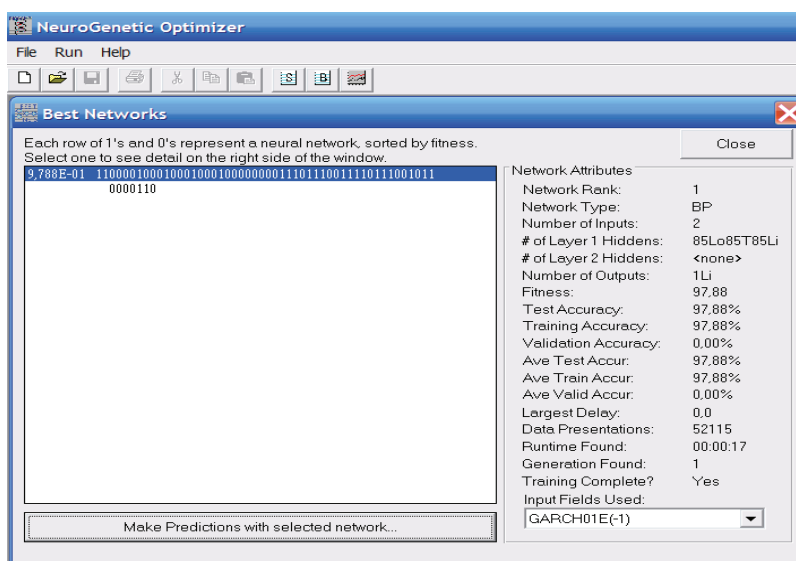 NeuroGenetic Optimizer
File Run Help
S B
Best Networks
Each row of 1's and 0's represent a neural network, sorted by fitness.
Select one to see detail on the right side of the window.
Close
9,788E-01 1100001000100010001000000001110111001111011100​1011
0000110
Make Predictions with selected network...
Network Attributes
Network Rank: 1
Network Type: BP
Number of Inputs: 2
# of Layer 1 Hiddens: 85Lo85T85Li
# of Layer 2 Hiddens: <none>
Number of Outputs: 1Li
Fitness: 97,88
Test Accuracy: 97,88%
Training Accuracy: 97,88%
Validation Accuracy: 0,00%
Ave Test Accur: 97,88%
Ave Train Accur: 97,88%
Ave Valid Accur: 0,00%
Largest Delay: 0,0
Data Presentations: 52115
Runtime Found: 00:00:17
Generation Found: 1
Training Complete? Yes
Input Fields Used:
GARCH01E(-1)